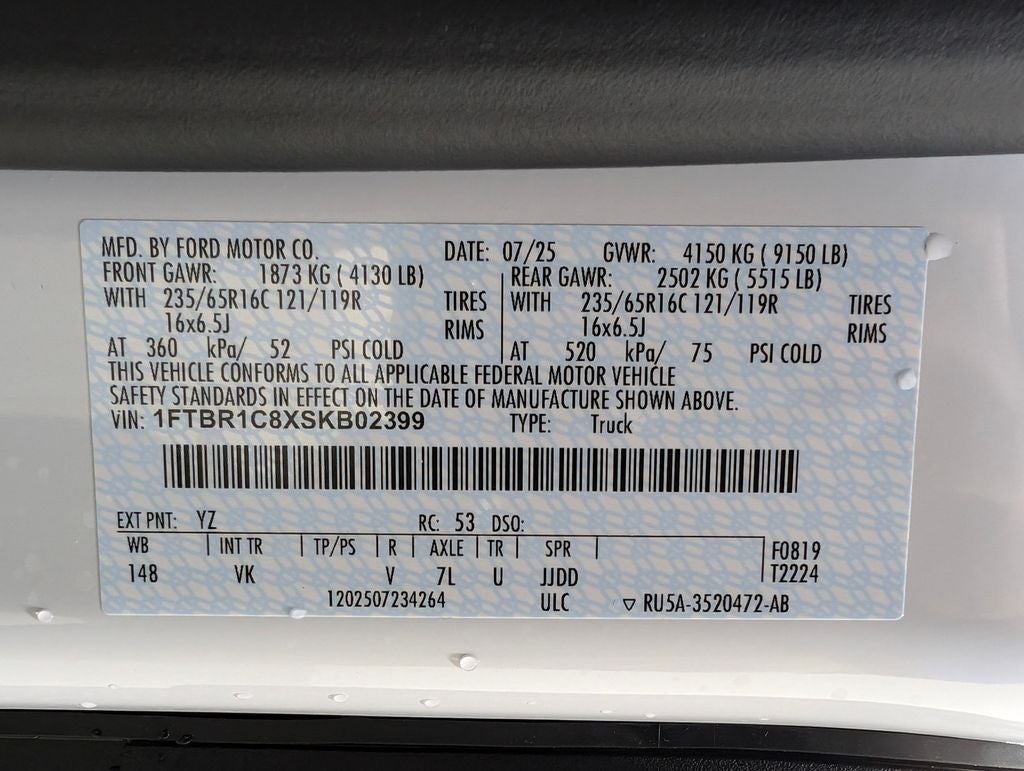 MFD. BY FORD MOTOR CO. DATE: 07/25 GVWR: 4150 KG ( 9150 LB)
FRONT GAWR: 1873 KG ( 4130 LB) REAR GAWR: 2502 KG ( 5515 LB)
WITH 235/65R16C 121/119R TIRES WITH 235/65R16C 121/119R TIRES
16x6.5J RIMS 16x6.5J RIMS
AT 360 kPa/ 52 PSI COLD AT 520 kPa/ 75 PSI COLD
THIS VEHICLE CONFORMS TO ALL APPLICABLE FEDERAL MOTOR VEHICLE
SAFETY STANDARDS IN EFFECT ON THE DATE OF MANUFACTURE SHOWN ABOVE.
VIN: 1FTBR1C8XSKB02399 TYPE: Truck
EXT PNT: YZ RC: 53 DSO:
WB INT TR TP/PS R AXLE TR SPR F0819
148 VK V 7L U JJDD T2224
1202507234264 ULC ▽ RU5A-3520472-AB